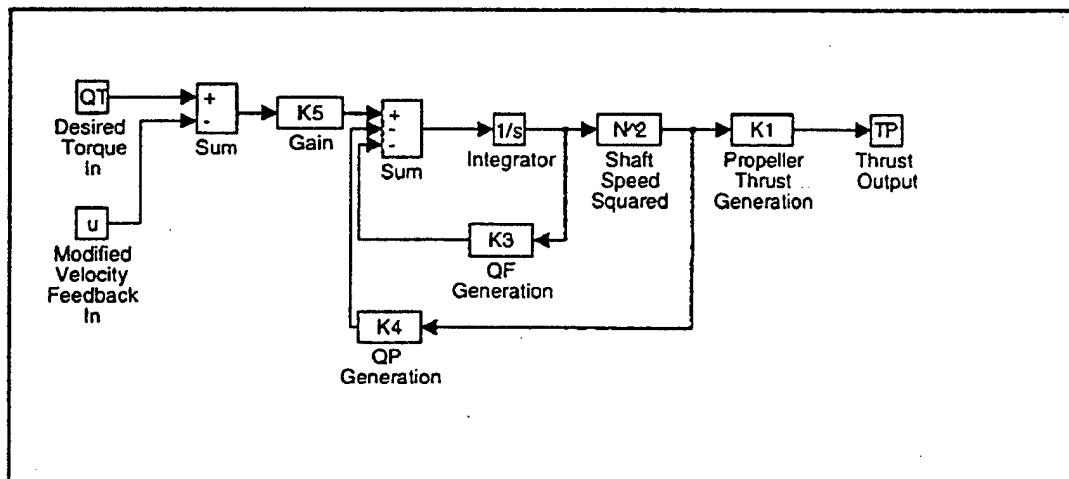 QT
Desired
Torque
In
+
-
Sum
K5
Gain
+
-
-
Sum
1/s
Integrator
N^2
Shaft
Speed
Squared
K1
Propeller
Thrust
Generation
TP
Thrust
Output
u
Modified
Velocity
Feedback
In
K3
QF
Generation
K4
QP
Generation